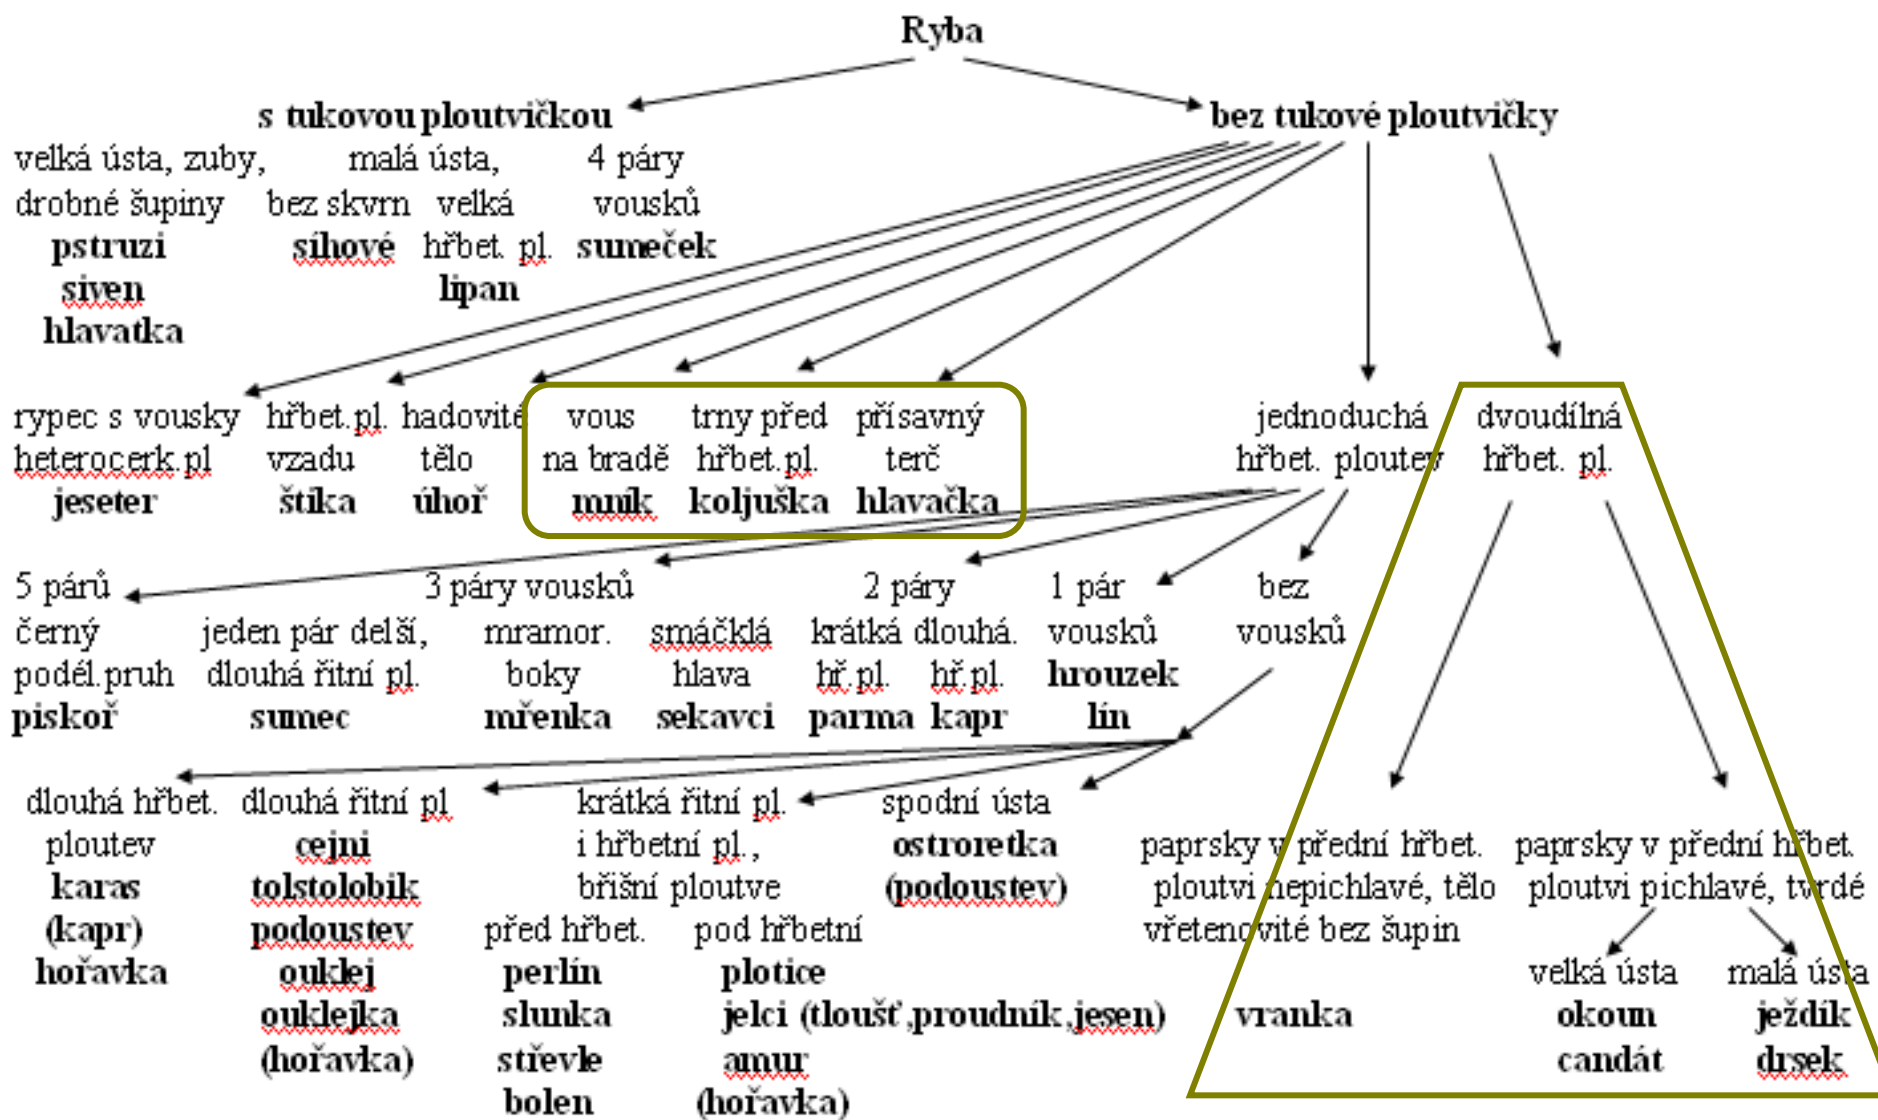 Ryba
s tukovou ploutvičkou bez tukové ploutvičky
velká ústa, zuby, malá ústa, 4 páry
drobné šupiny bez skvrn velká vousků
pstruzi síhové hřbet. pl. sumeček
siven lipan
hlavatka
rypec s vousky hřbet.pl. hadovité vous trny před přísavný jednoduchá dvoudílná
heterocerk.pl vzadu tělo na bradě hřbet.pl. terč hřbet. ploutev hřbet. pl.
jeseter štika úhoř mník koljuška hlavačka
5 párů 3 páry vousků 2 páry 1 pár bez
černý jeden pár delší, mramor. smáčklá krátká dlouhá. vousků vousků
podél.pruh dlouhá řitní pl. boky hlava hř.pl. hř.pl. hrouzek
piskoř sumec mřenka sekavci parma kapr lín
dlouhá hřbet. dlouhá řitní pl krátká řitní pl. spodní ústa
ploutev cejni i hřbetní pl., ostroretka paprsky v přední hřbet. paprsky v přední hřbet.
karas tolstolobik břišní ploutve (podoustev) ploutvi nepichlavé, tělo ploutvi pichlavé, tvrdé
(kapr) podoustev před hřbet. pod hřbetní vřetenovité bez šupin
hořavka ouklej perlín plotice velká ústa malá ústa
ouklejka slunka jelci (tloušť,proudník,jesen) vranka okoun ježdík
(hořavka) střevle amur candát drsek
bolen (hořavka)